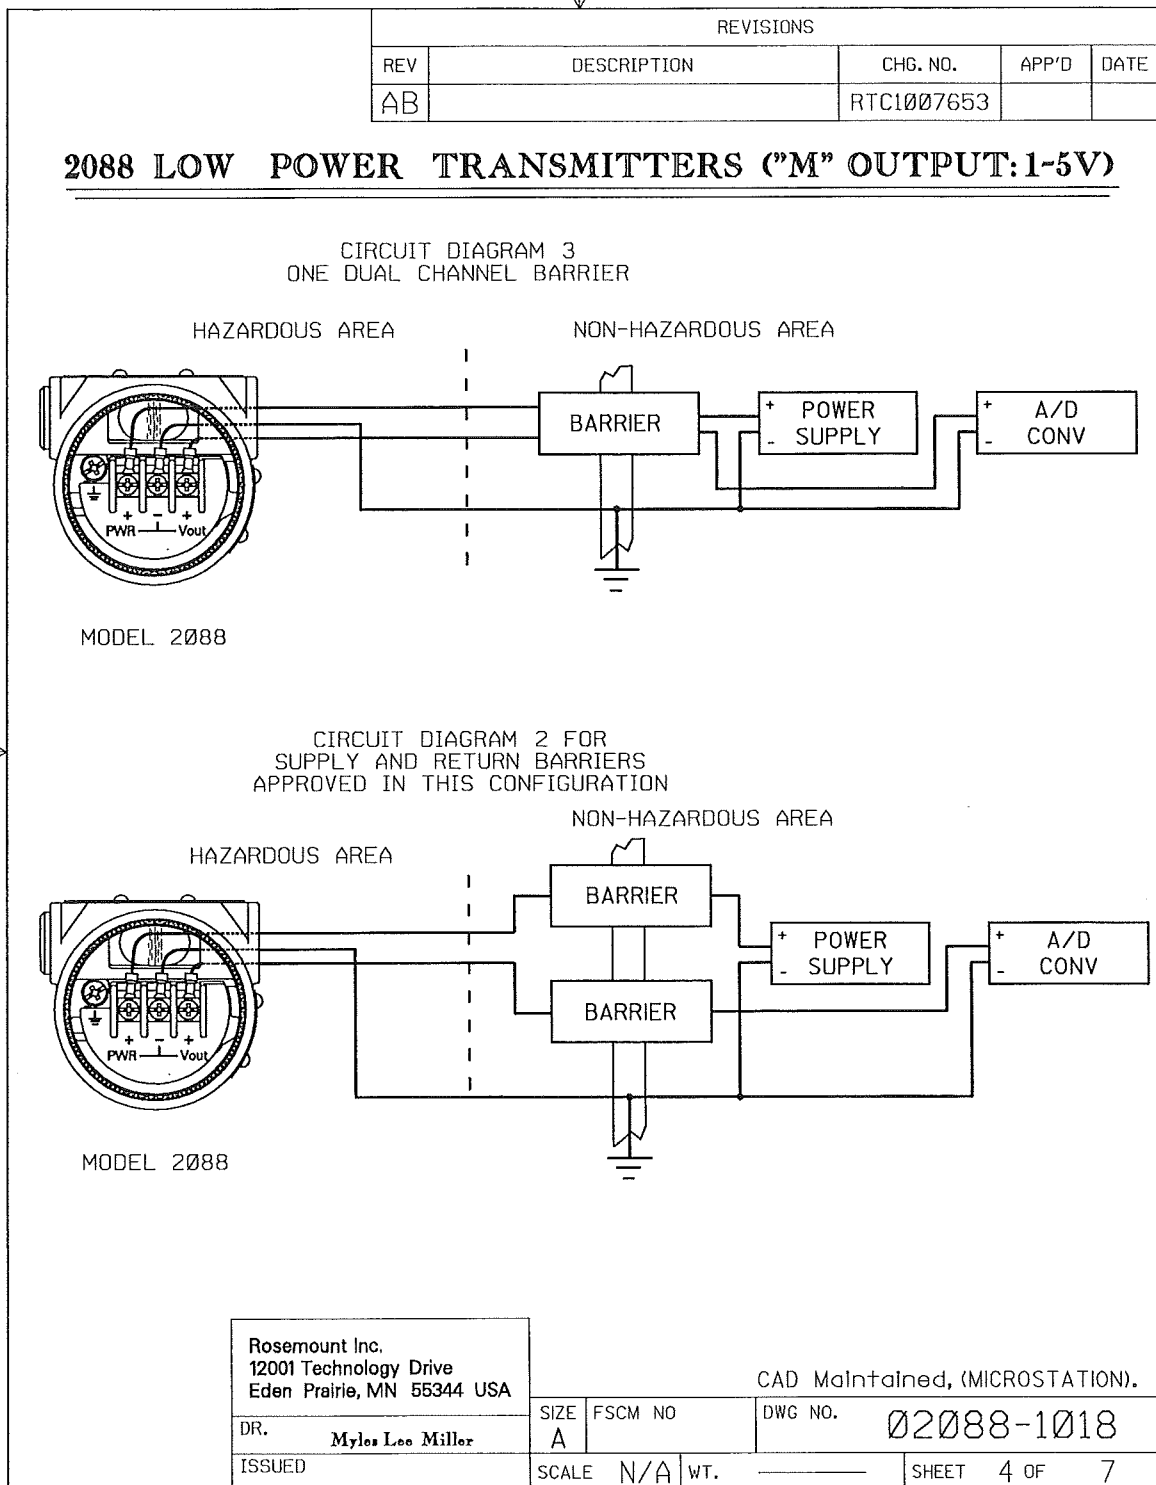 REVISIONS
REV DESCRIPTION CHG. NO. APP'D DATE
AB RTC1007653
2088 LOW POWER TRANSMITTERS ("M" OUTPUT: 1-5V)
CIRCUIT DIAGRAM 3
ONE DUAL CHANNEL BARRIER
HAZARDOUS AREA NON-HAZARDOUS AREA
BARRIER
+ POWER
- SUPPLY
+ A/D
- CONV
+ - +
PWR Vout
MODEL 2088
CIRCUIT DIAGRAM 2 FOR
SUPPLY AND RETURN BARRIERS
APPROVED IN THIS CONFIGURATION
NON-HAZARDOUS AREA
HAZARDOUS AREA
BARRIER
+ POWER
- SUPPLY
+ A/D
- CONV
BARRIER
+ - +
PWR Vout
MODEL 2088
Rosemount Inc.
12001 Technology Drive
Eden Prairie, MN 55344 USA
CAD Maintained, (MICROSTATION).
DR. Myles Lee Miller
SIZE A
FSCM NO
DWG NO. 02088-1018
ISSUED
SCALE N/A WT.
SHEET 4 OF 7